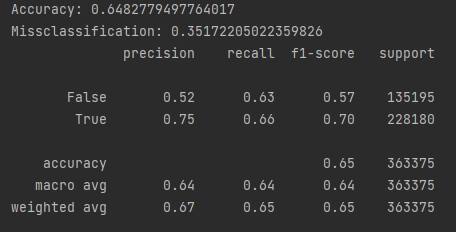 Accuracy: 0.6482779497764017
Missclassification: 0.35172205022359826
precision recall f1-score support
False 0.52 0.63 0.57 135195
True 0.75 0.66 0.70 228180
accuracy 0.65 363375
macro avg 0.64 0.64 0.64 363375
weighted avg 0.67 0.65 0.65 363375